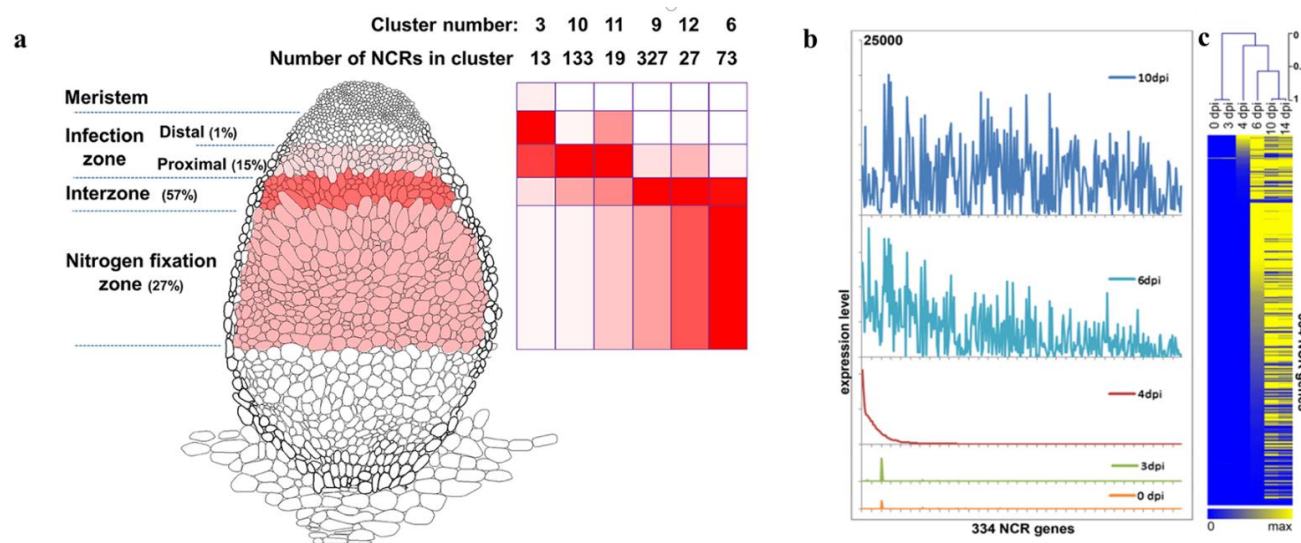 a
Cluster number: 3 10 11 9 12 6
Number of NCRs in cluster 13 133 19 327 27 73
Meristem
Infection zone
Distal (1%)
Proximal (15%)
Interzone (57%)
Nitrogen fixation zone (27%)
b
25000
10dpi
6dpi
4dpi
3dpi
0 dpi
expression level
334 NCR genes
c
0
1
0 dpi
3 dpi
4 dpi
6 dpi
10 dpi
14 dpi
0 max